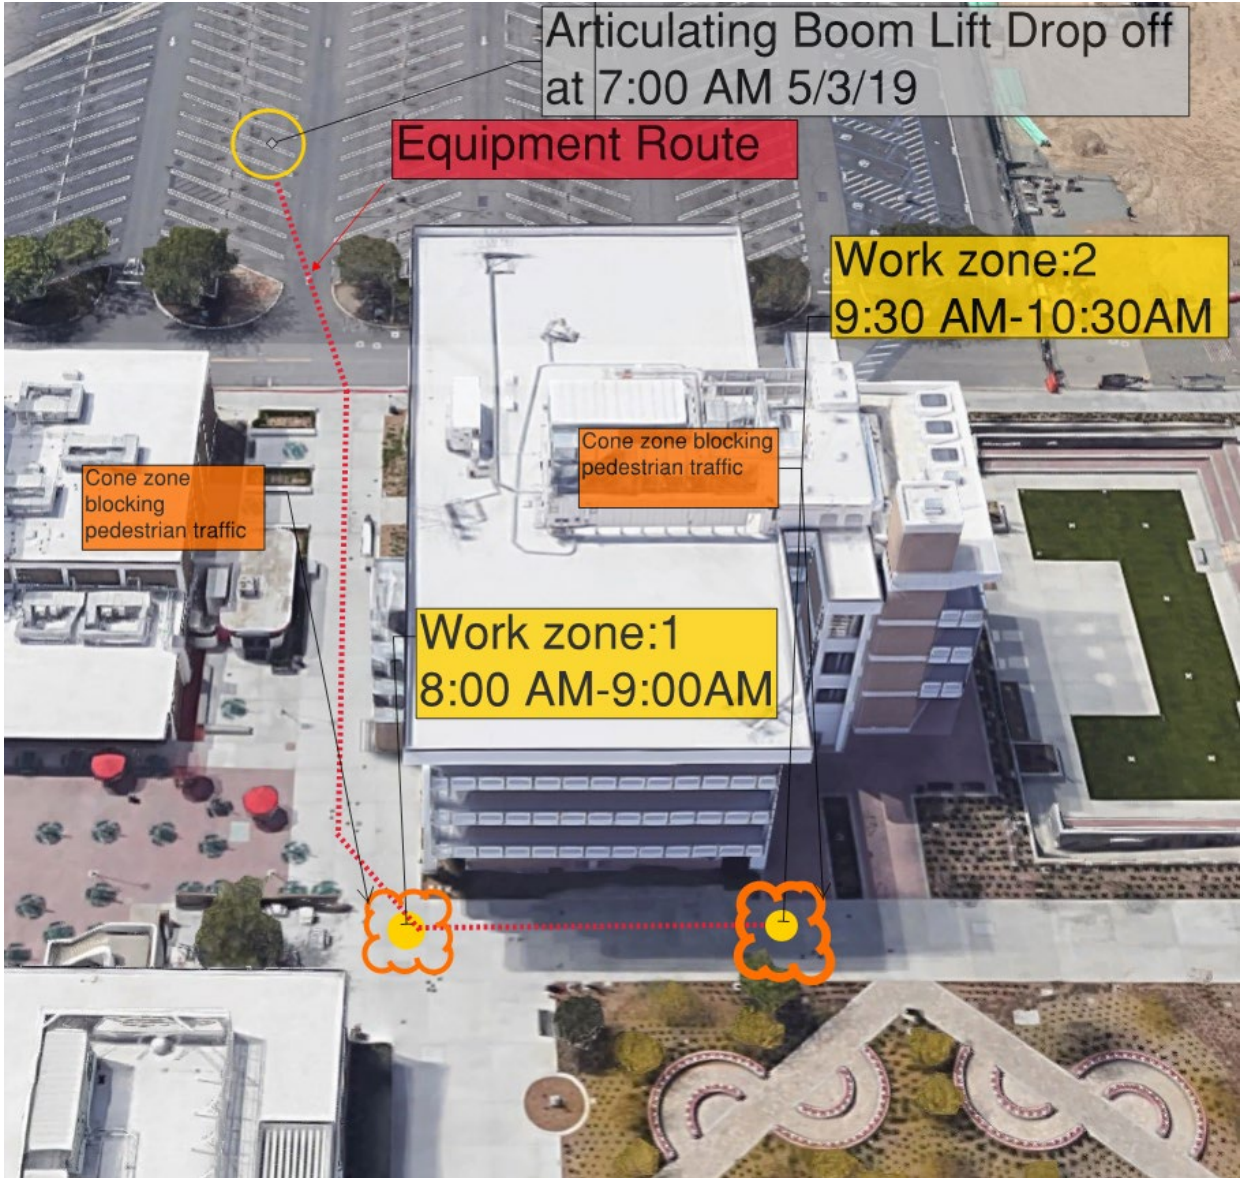 Articulating Boom Lift Drop off
at 7:00 AM 5/3/19
Equipment Route
Work zone:2
9:30 AM-10:30AM
Cone zone blocking
pedestrian traffic
Cone zone
blocking
pedestrian traffic
Work zone:1
8:00 AM-9:00AM